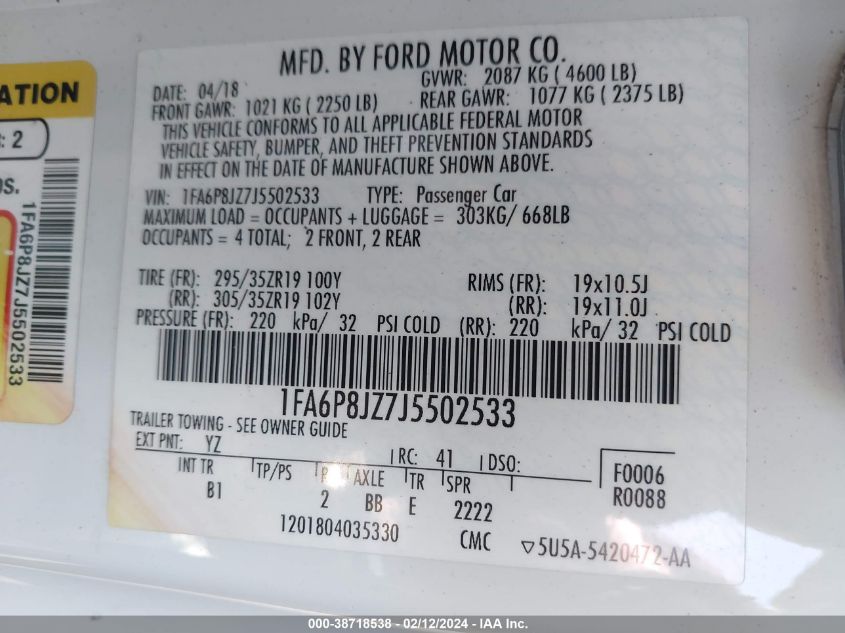 MFD. BY FORD MOTOR CO.
DATE: 04/18 GVWR: 2087 KG ( 4600 LB)
FRONT GAWR: 1021 KG ( 2250 LB) REAR GAWR: 1077 KG ( 2375 LB)
THIS VEHICLE CONFORMS TO ALL APPLICABLE FEDERAL MOTOR
VEHICLE SAFETY, BUMPER, AND THEFT PREVENTION STANDARDS
IN EFFECT ON THE DATE OF MANUFACTURE SHOWN ABOVE.
VIN: 1FA6P8JZ7J5502533 TYPE: Passenger Car
MAXIMUM LOAD = OCCUPANTS + LUGGAGE = 303KG/ 668LB
OCCUPANTS = 4 TOTAL; 2 FRONT, 2 REAR
TIRE (FR): 295/35ZR19 100Y RIMS (FR): 19x10.5J
(RR): 305/35ZR19 102Y (RR): 19x11.0J
PRESSURE (FR): 220 kPa/ 32 PSI COLD (RR): 220 kPa/ 32 PSI COLD
1FA6P8JZ7J5502533
TRAILER TOWING - SEE OWNER GUIDE
EXT PNT: YZ RC: 41 DSO:
INT TR TP/PS R AXLE TR SPR
B1 2 BB E 2222
F0006
R0088
1201804035330 CMC ▽5U5A-5420472-AA
ATION
: 2
os.
1FA6P8JZ7J5502533
000-38718538 - 02/12/2024 - IAA Inc.